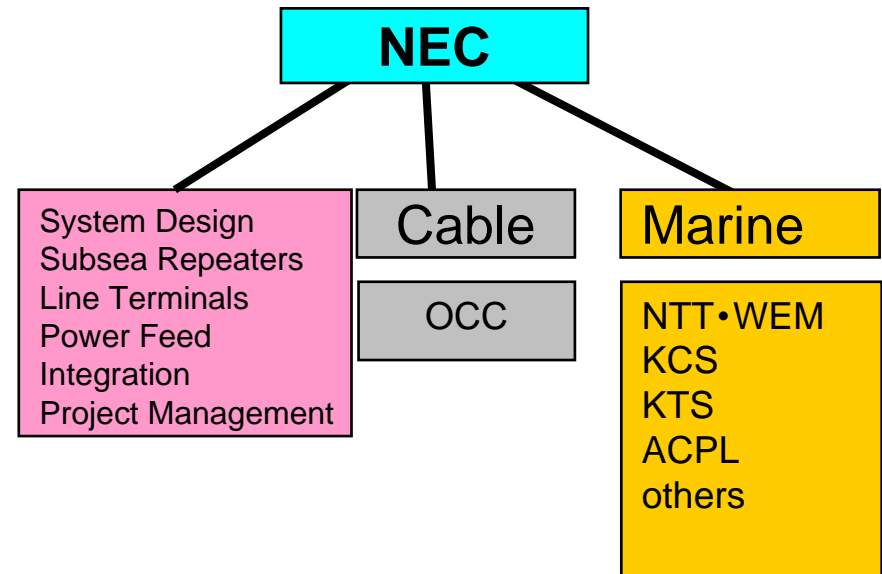 NEC
System Design
Subsea Repeaters
Line Terminals
Power Feed
Integration
Project Management
Cable
OCC
Marine
NTT•WEM
KCS
KTS
ACPL
others